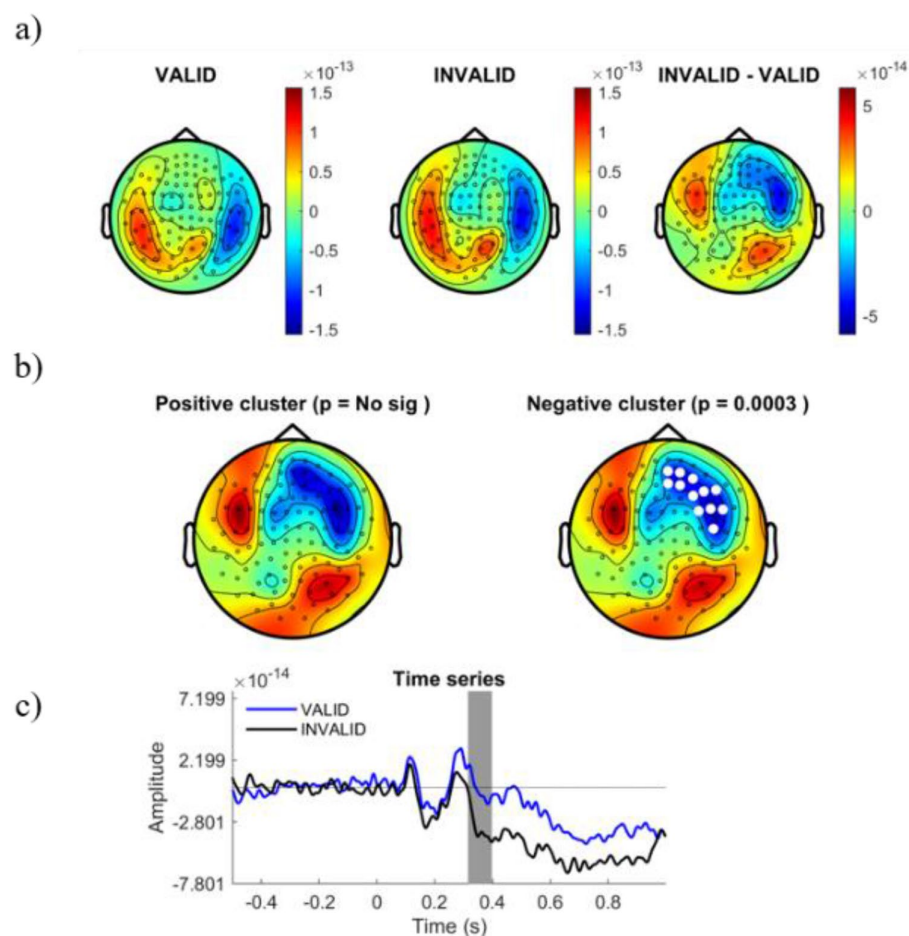 a)
VALID
INVALID
INVALID - VALID
×10⁻¹³
1.5
1
0.5
0
-0.5
-1
-1.5
×10⁻¹³
1.5
1
0.5
0
-0.5
-1
-1.5
×10⁻¹⁴
5
0
-5
b)
Positive cluster (p = No sig )
Negative cluster (p = 0.0003 )
c)
×10⁻¹⁴
Time series
7.199
2.199
-2.801
-7.801
Amplitude
VALID
INVALID
-0.4 -0.2 0 0.2 0.4 0.6 0.8
Time (s)